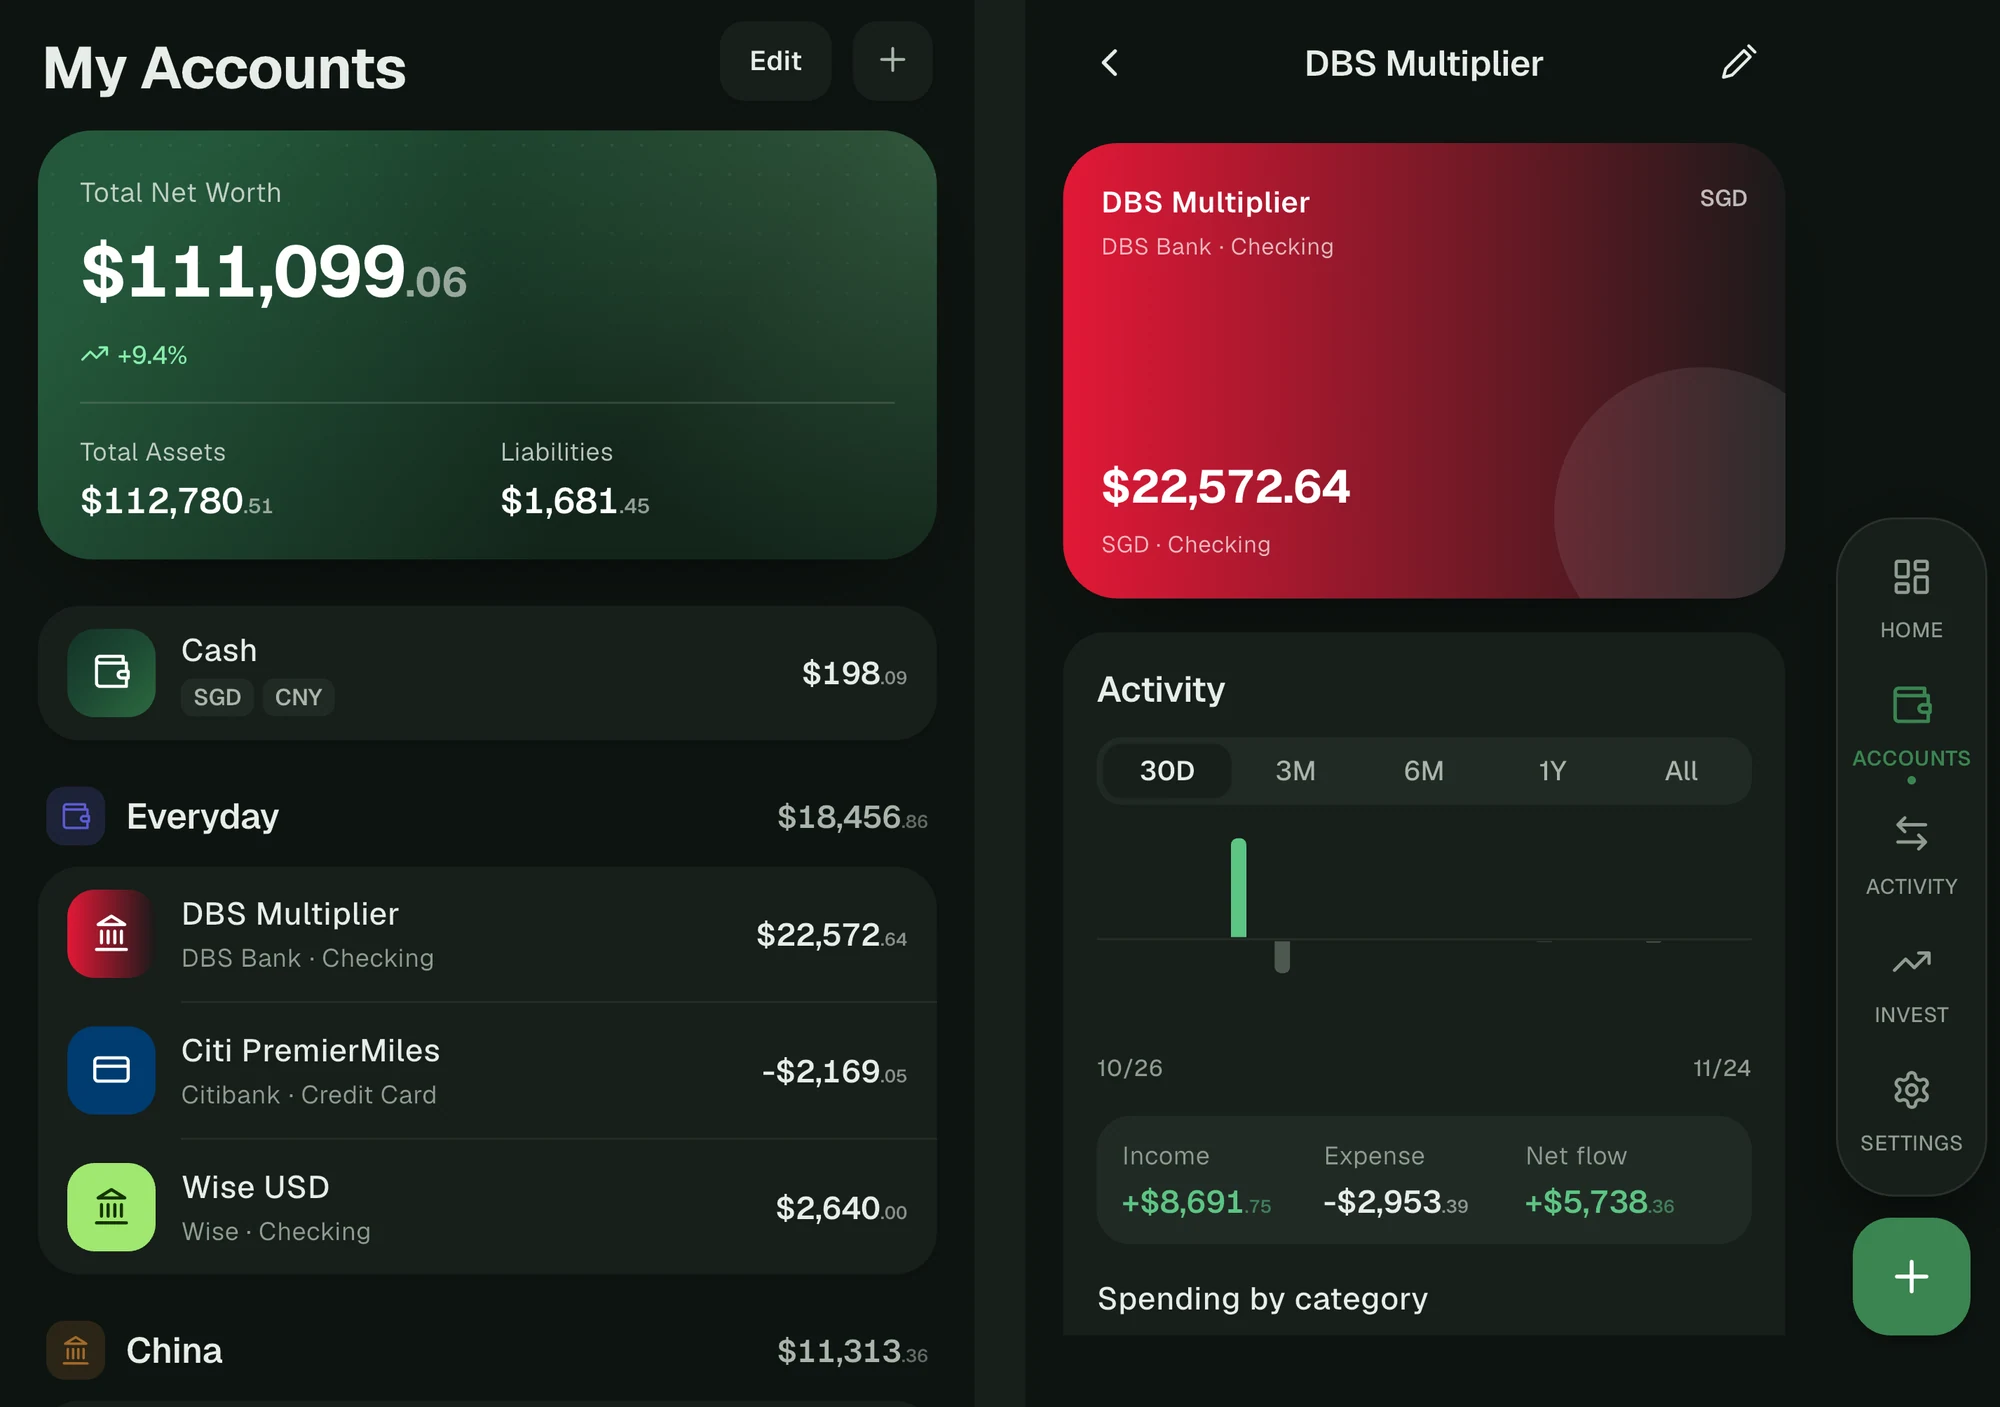 My Accounts
Edit
Total Net Worth
$111,099.06
+9.4%
Total Assets
Liabilities
$112,780.51
$1,681.45
Cash
SGD CNY
$198.09
Everyday
$18,456.86
DBS Multiplier
DBS Bank · Checking
$22,572.64
Citi PremierMiles
Citibank · Credit Card
-$2,169.05
Wise USD
Wise · Checking
$2,640.00
China
$11,313.36
DBS Multiplier
DBS Multiplier
SGD
DBS Bank · Checking
$22,572.64
SGD · Checking
Activity
30D 3M 6M 1Y All
10/26
11/24
Income
Expense
Net flow
+$8,691.75
-$2,953.39
+$5,738.36
Spending by category
HOME
ACCOUNTS
ACTIVITY
INVEST
SETTINGS